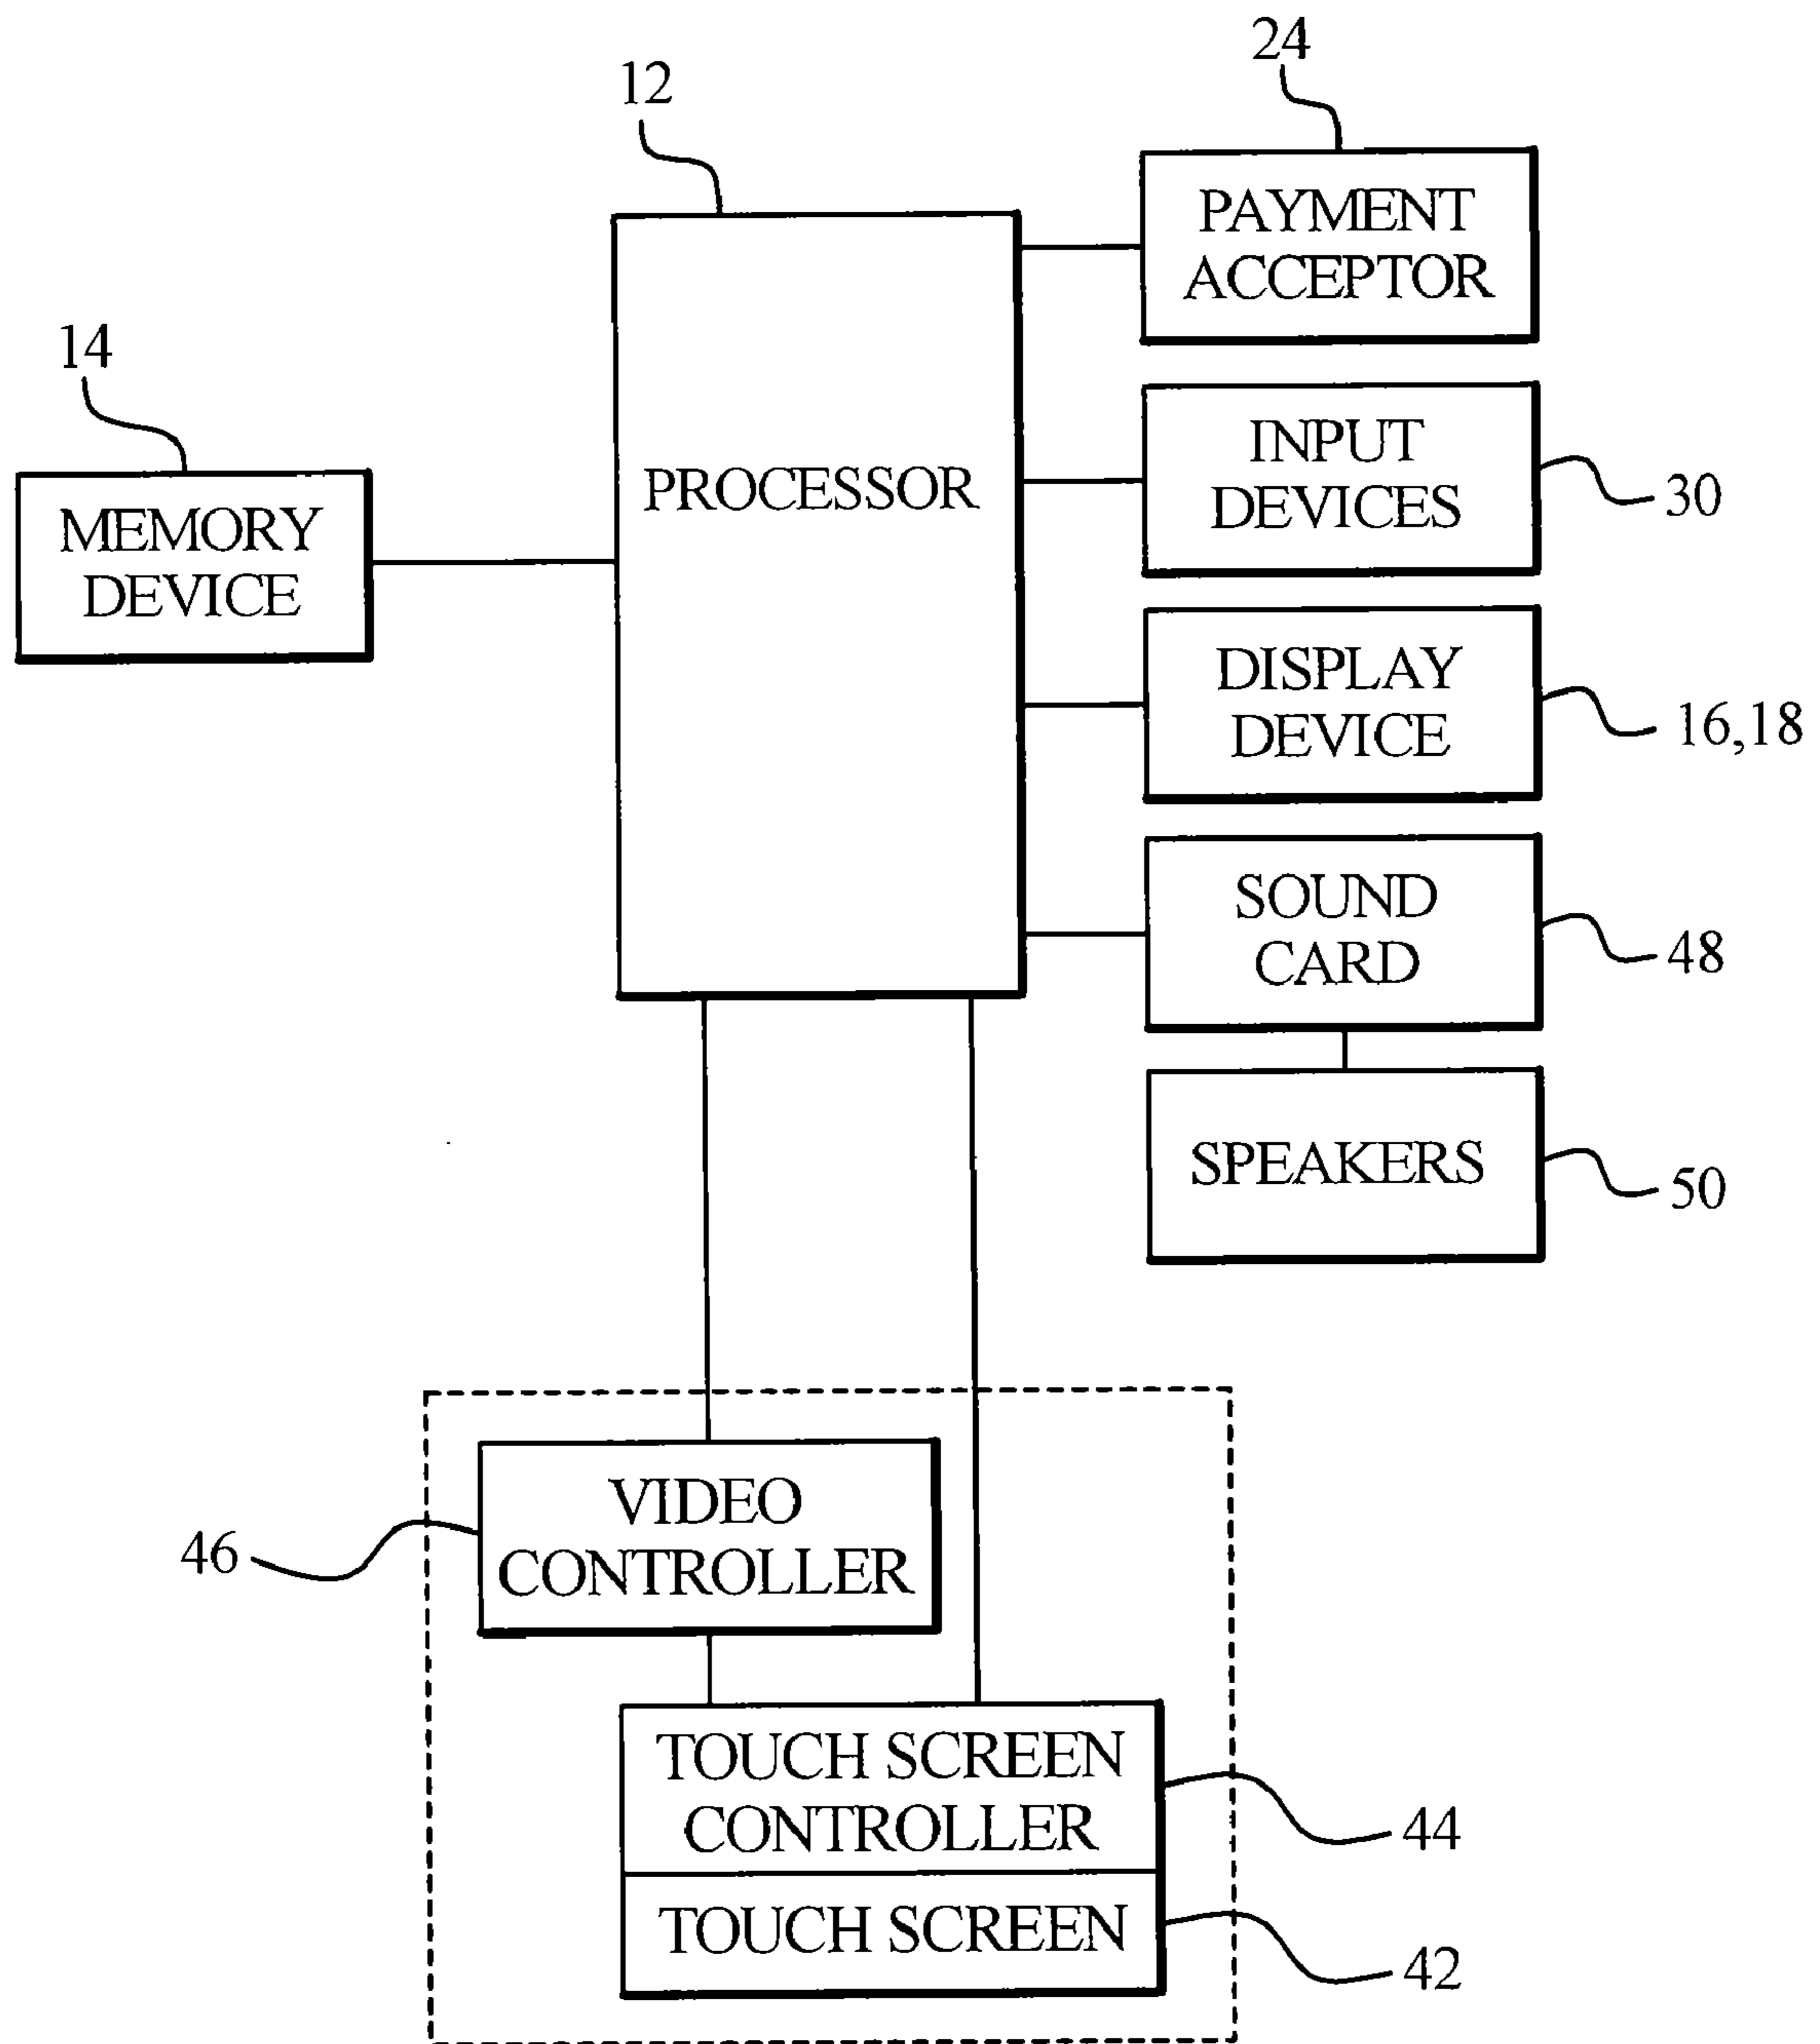 24
12
PAYMENT
ACCEPTOR
14
INPUT
DEVICES
30
PROCESSOR
MEMORY
DEVICE
DISPLAY
DEVICE
16,18
SOUND
CARD
48
SPEAKERS
50
VIDEO
CONTROLLER
46
TOUCH SCREEN
CONTROLLER
44
TOUCH SCREEN
42